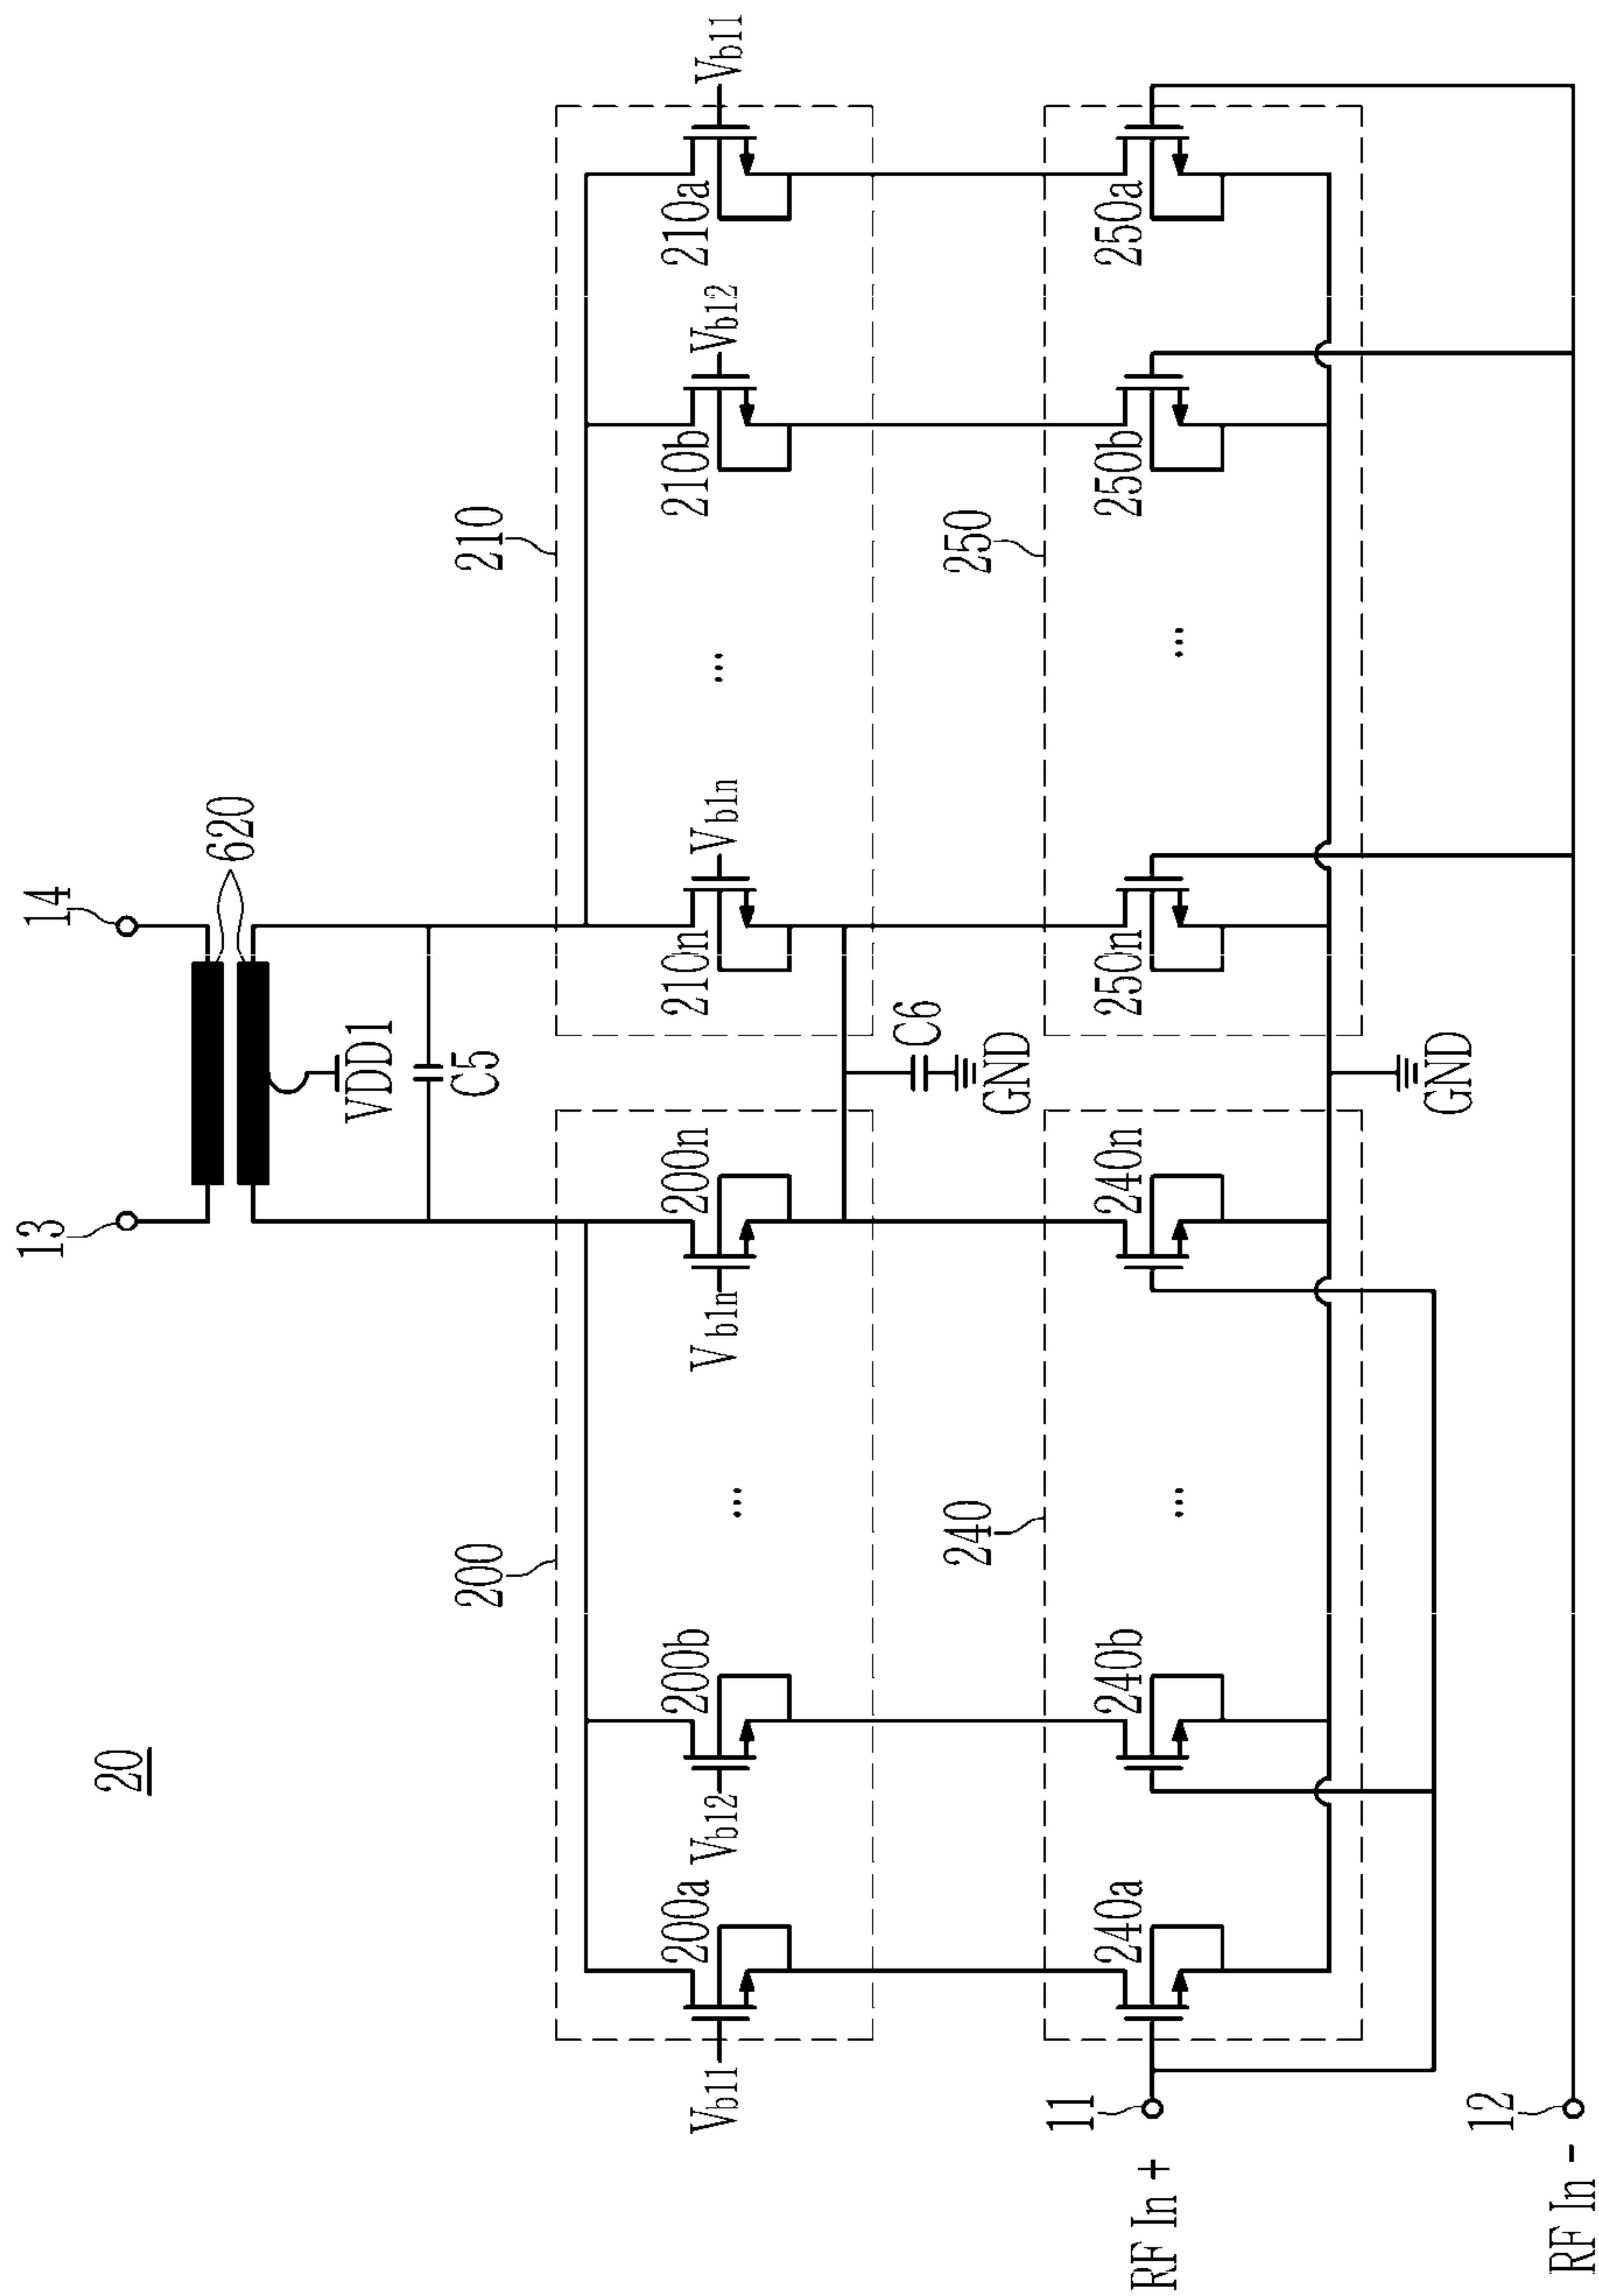 20
13
14
620
VDD1
C5
200
210
Vb11
200a
Vb12
200b
...
Vb1n
200n
210n
Vb1n
...
210b
Vb12
210a
Vb11
C6
GND
240
250
RF In +
11
240a
240b
...
240n
250n
...
250b
250a
GND
RF In -
12